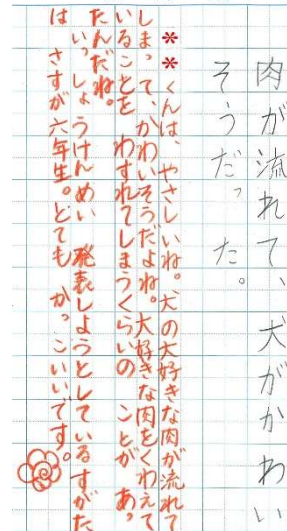 肉が流れて、犬がかわい
そうだった。
**くんは、やさしいね。犬の大好きな肉が流れて
しまって、かわいそうだよね。大好きな肉をくわえて
いることを わすれてしまうくらいの ことが あっ
たんだね。
いっしょうけんめい 発表しようとしているすがた
は さすが六年生。とても かっこいいです。